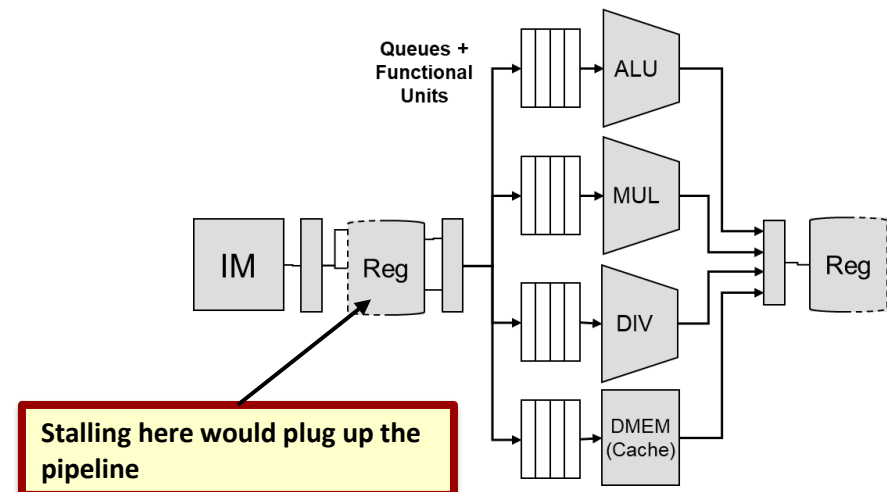 Queues +
Functional
Units
ALU
MUL
IM
Reg
Reg
DIV
DMEM
(Cache)
Stalling here would plug up the
pipeline